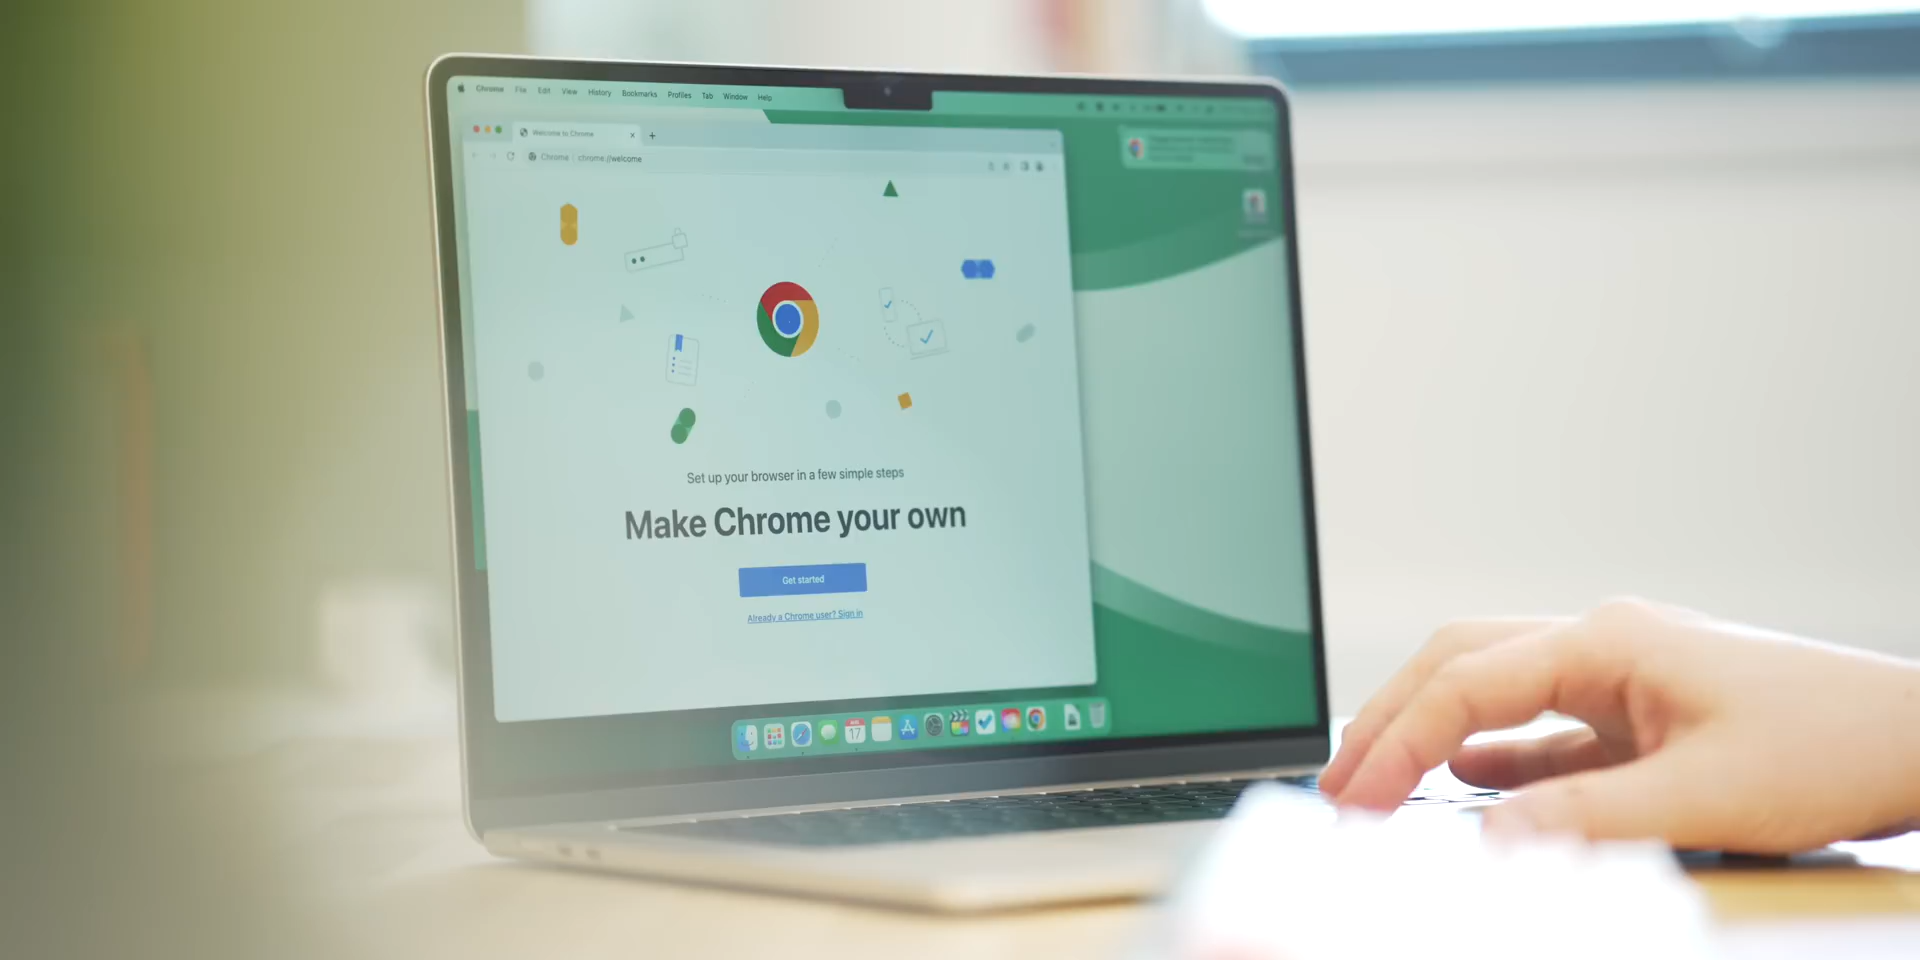 Chrome File Edit View History Bookmarks Profiles Tab Window Help
Welcome to Chrome
Chrome | chrome://welcome
Set up your browser in a few simple steps
Make Chrome your own
Get started
Already a Chrome user? Sign in
17